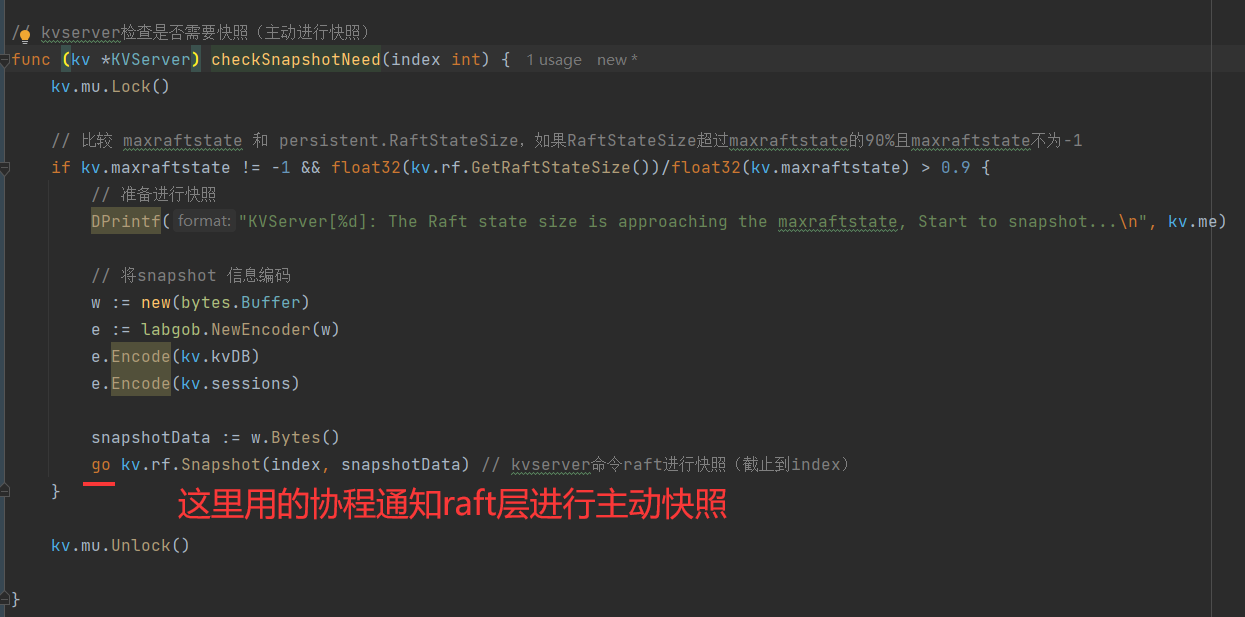 // kvserver检查是否需要快照（主动进行快照）
func (kv *KVServer) checkSnapshotNeed(index int) { 1 usage new *
kv.mu.Lock()
// 比较 maxraftstate 和 persistent.RaftStateSize，如果RaftStateSize超过maxraftstate的90%且maxraftstate不为-1
if kv.maxraftstate != -1 && float32(kv.rf.GetRaftStateSize())/float32(kv.maxraftstate) > 0.9 {
// 准备进行快照
DPrintf( format: "KVServer[%d]: The Raft state size is approaching the maxraftstate, Start to snapshot...\n", kv.me)
// 将snapshot 信息编码
w := new(bytes.Buffer)
e := labgob.NewEncoder(w)
e.Encode(kv.kvDB)
e.Encode(kv.sessions)
snapshotData := w.Bytes()
go kv.rf.Snapshot(index, snapshotData) // kvserver命令raft进行快照（截止到index）
}
这里用的协程通知raft层进行主动快照
kv.mu.Unlock()
}